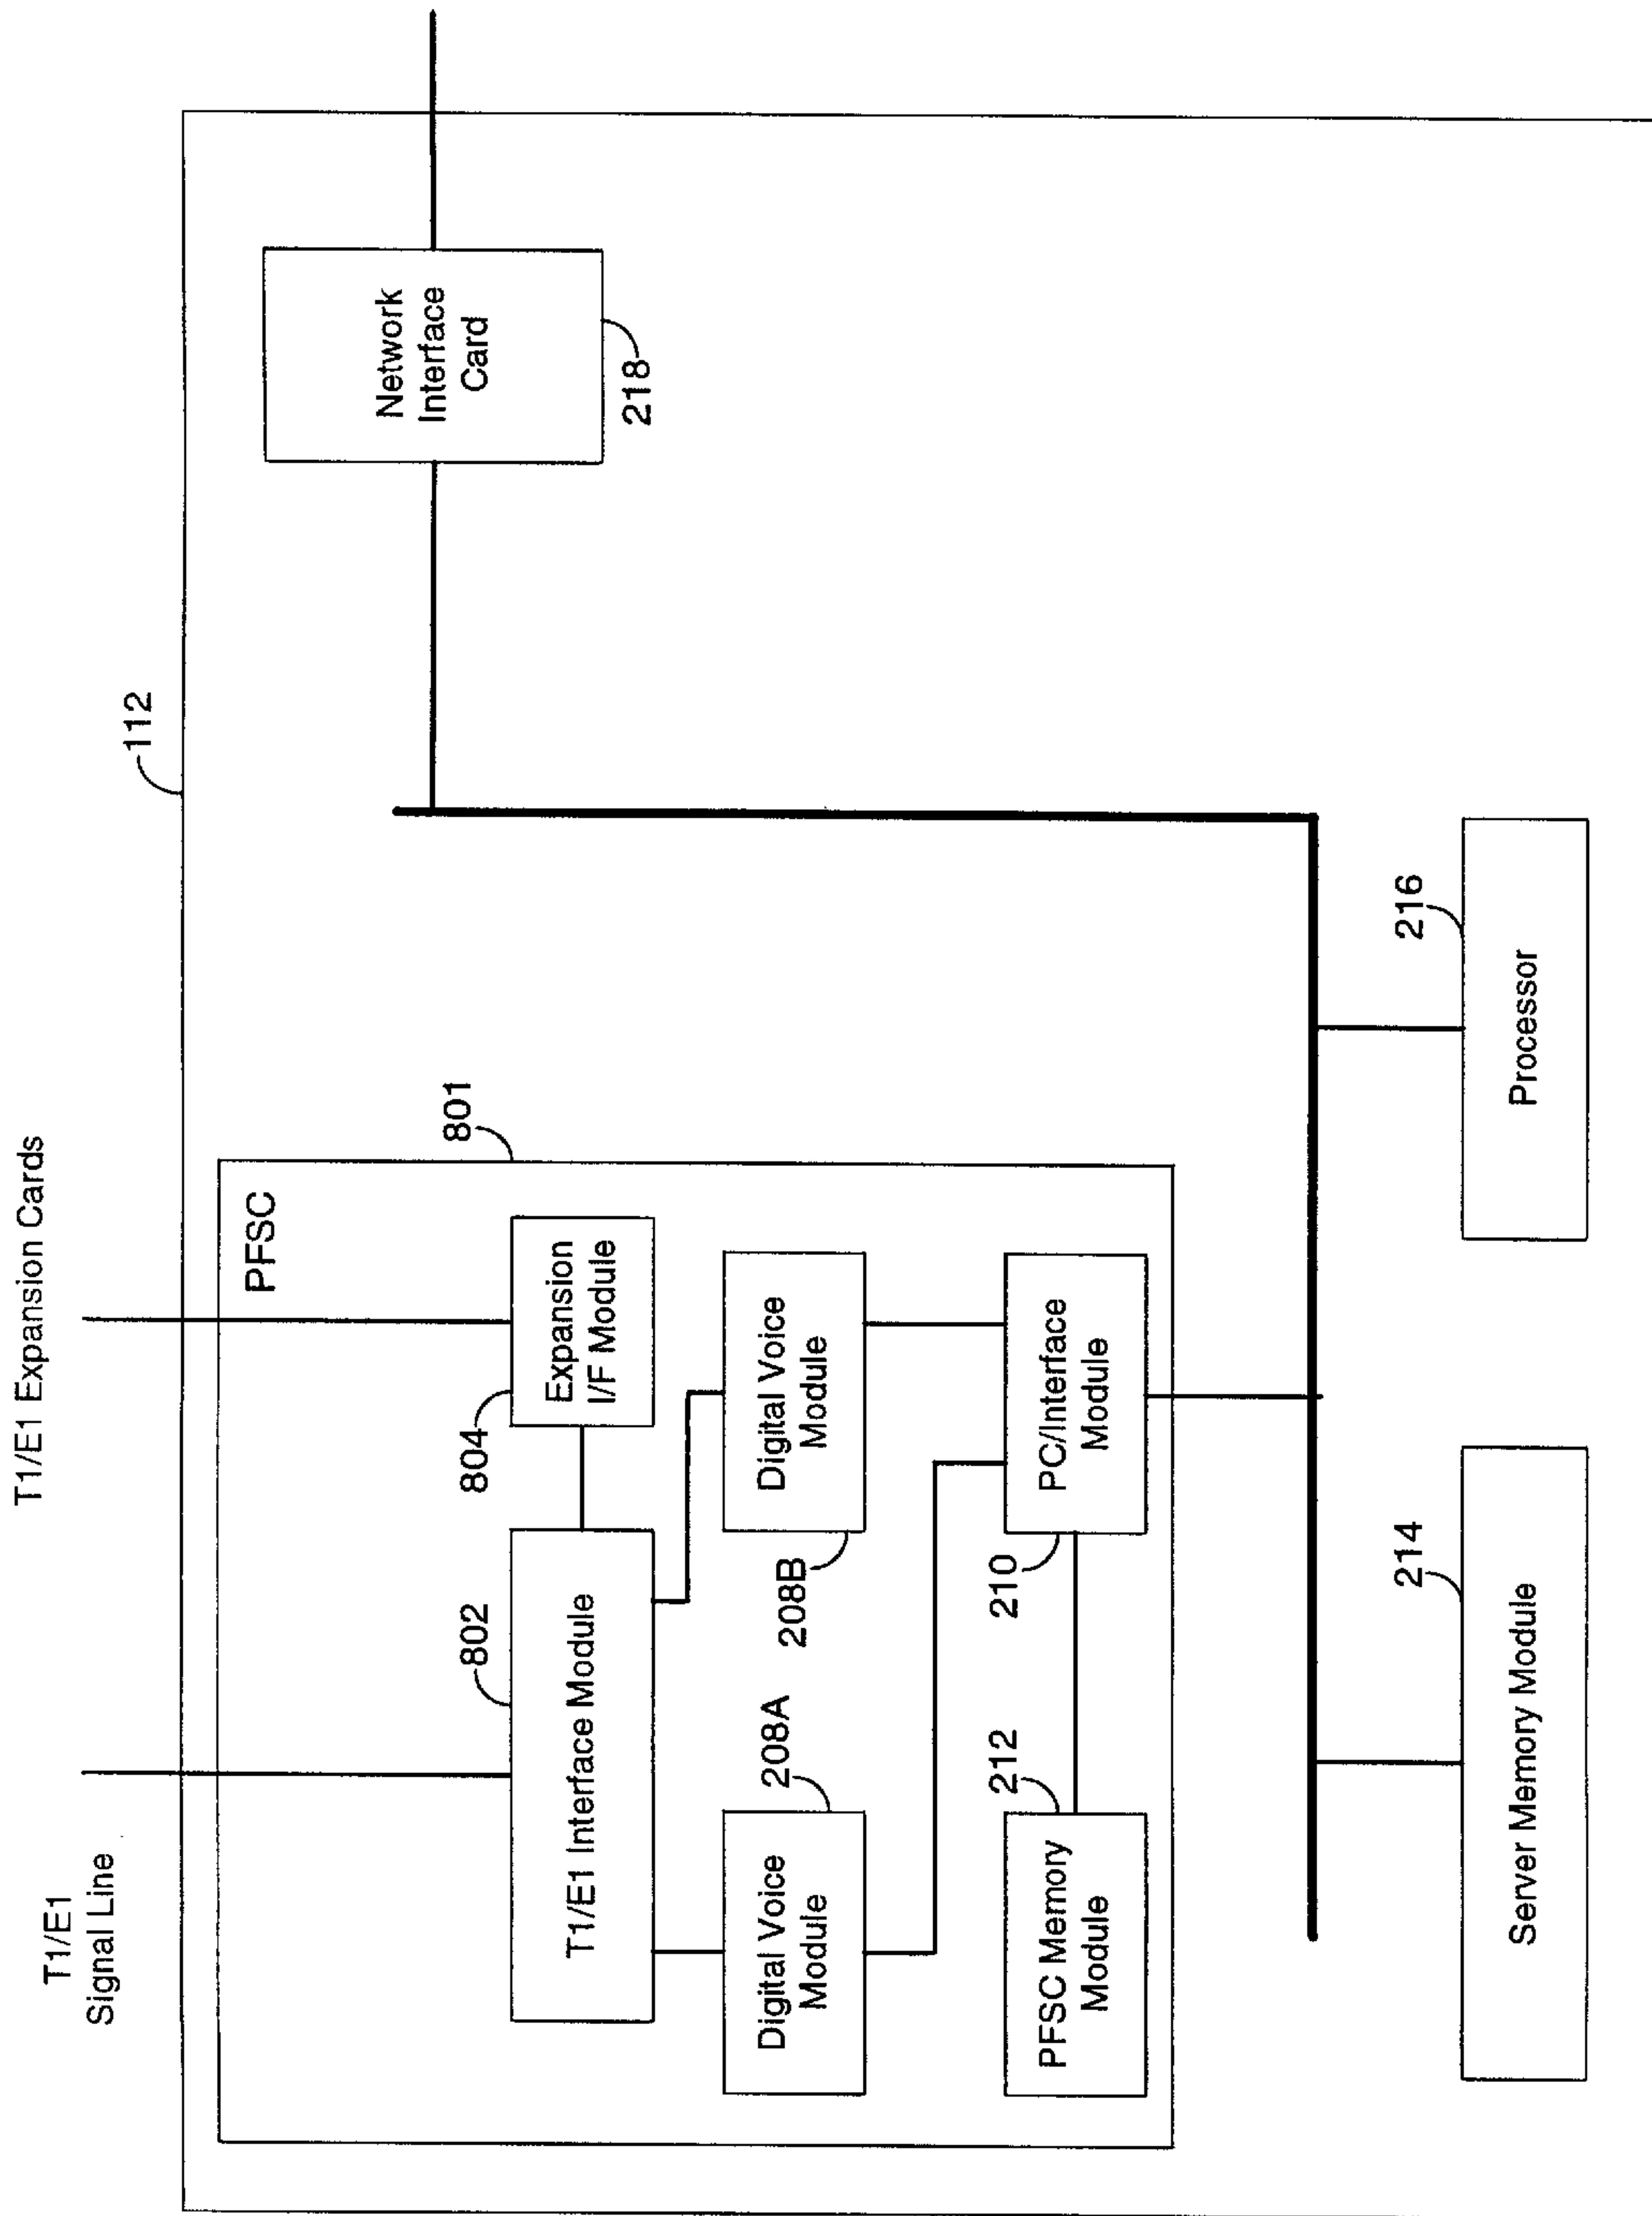 T1/E1
Signal Line
T1/E1 Expansion Cards
112
PFSC
801
802
T1/E1 Interface Module
804
Expansion
I/F Module
Network
Interface
Card
218
208A
Digital Voice
Module
208B
Digital Voice
Module
212
PFSC Memory
Module
210
PC/Interface
Module
214
Server Memory Module
216
Processor